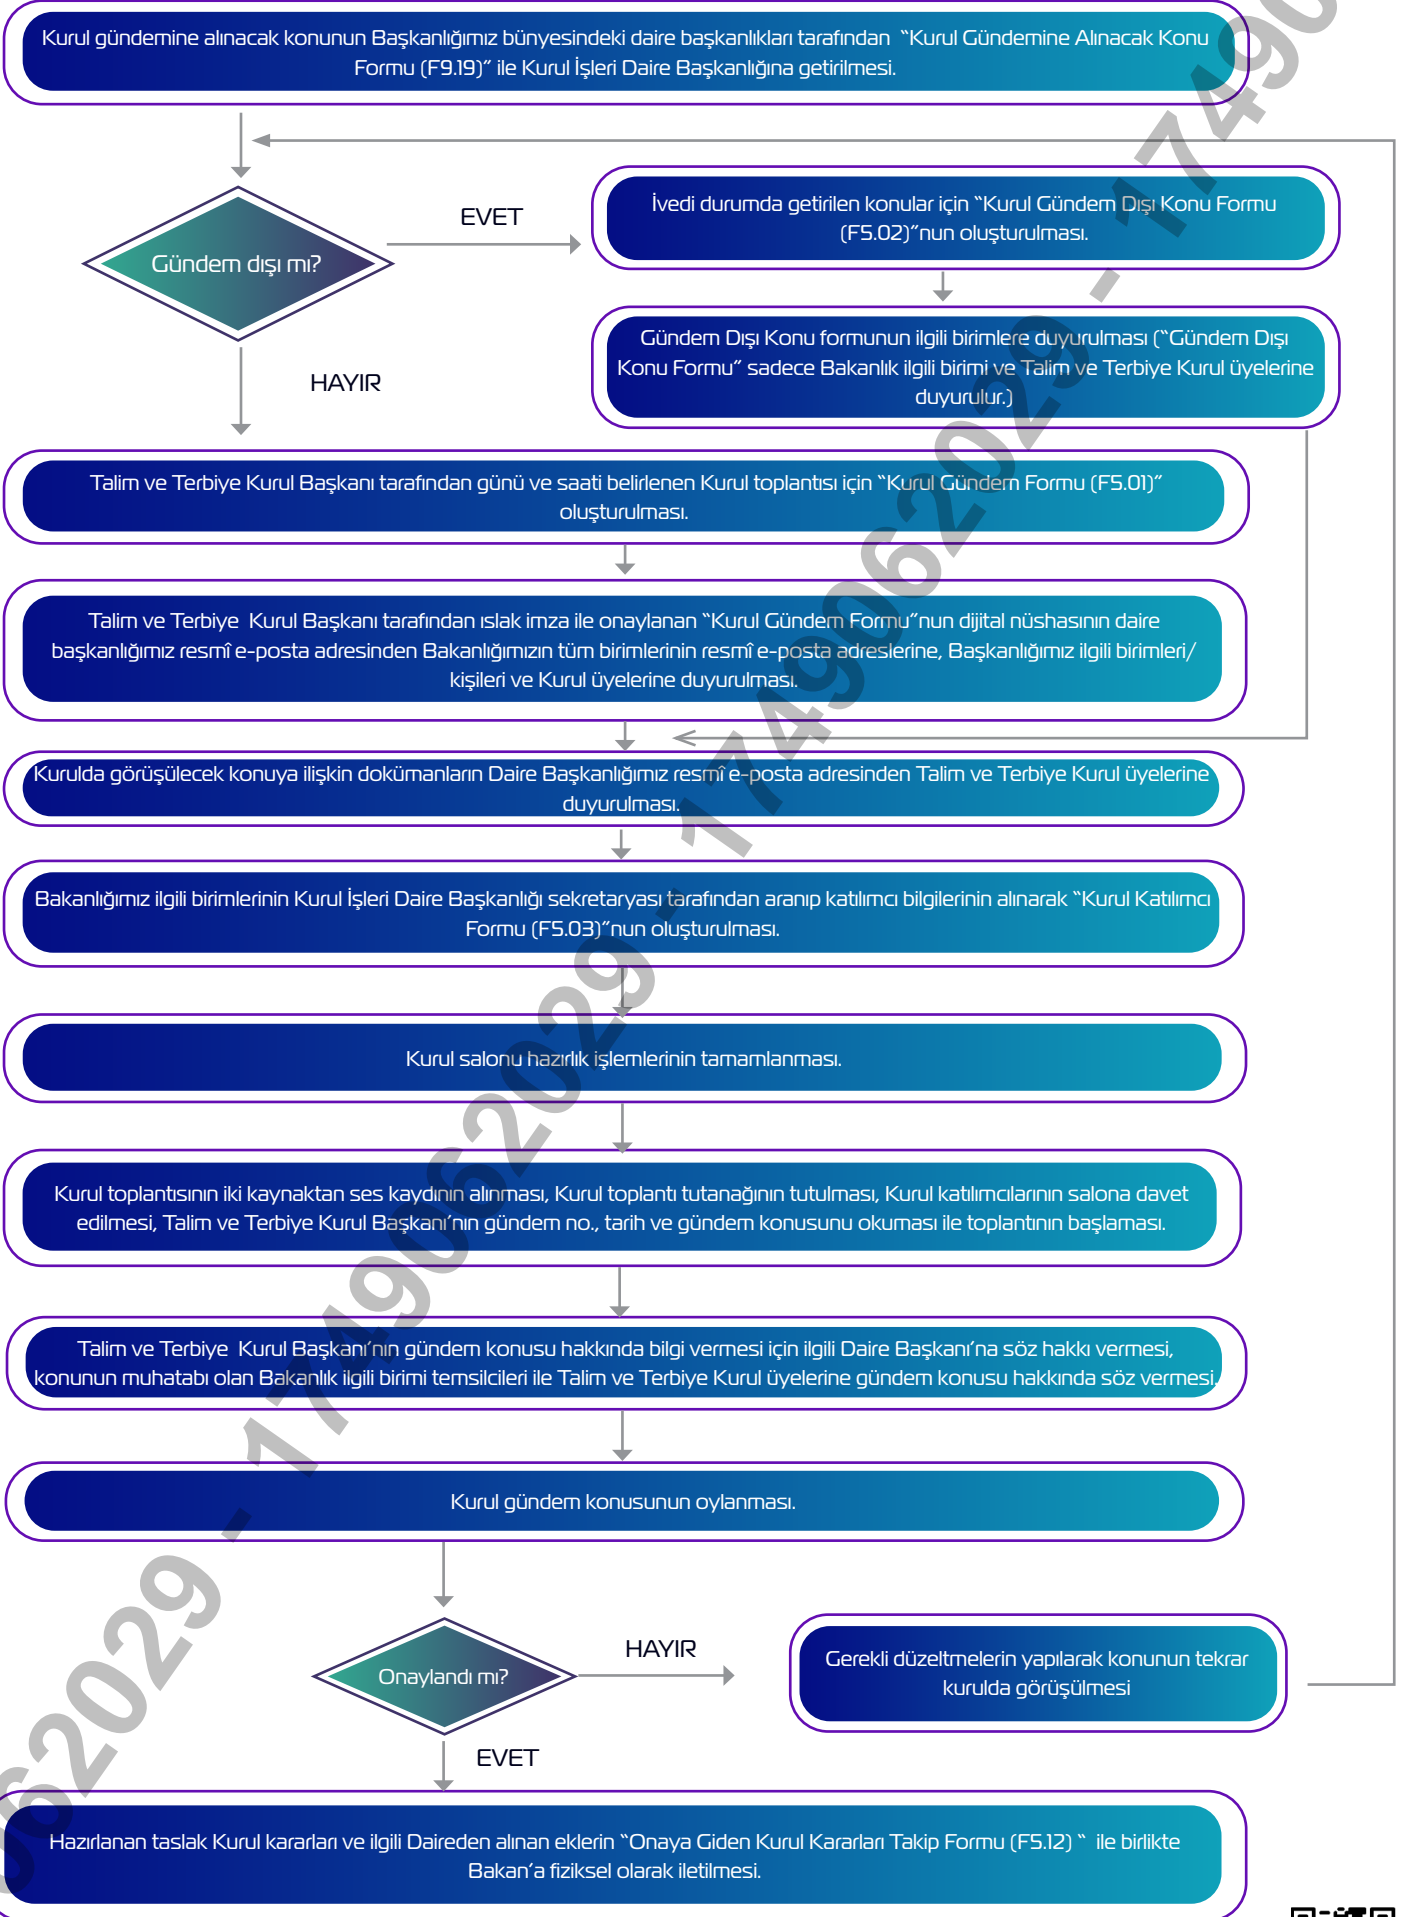 Kurul gündemine alınacak konunun Başkanlığımız bünyesindeki daire başkanlıkları tarafından “Kurul Gündemine Alınacak Konu
Formu (F9.19)” ile Kurul İşleri Daire Başkanlığına getirilmesi.
Gündem dışı mı?
EVET
İvedi durumda getirilen konular için “Kurul Gündem Dışı Konu Formu
(F5.02)”nun oluşturulması.
Gündem Dışı Konu formunun ilgili birimlere duyurulması (“Gündem Dışı
Konu Formu” sadece Bakanlık ilgili birimi ve Talim ve Terbiye Kurul üyelerine
duyurulur.)
HAYIR
Talim ve Terbiye Kurul Başkanı tarafından günü ve saati belirlenen Kurul toplantısı için “Kurul Gündem Formu (F5.01)”
oluşturulması.
Talim ve Terbiye Kurul Başkanı tarafından ıslak imza ile onaylanan “Kurul Gündem Formu”nun dijital nüshasının daire
başkanlığımız resmî e-posta adresinden Bakanlığımızın tüm birimlerinin resmî e-posta adreslerine, Başkanlığımız ilgili birimleri/
kişileri ve Kurul üyelerine duyurulması.
Kurulda görüşülecek konuya ilişkin dokümanların Daire Başkanlığımız resmî e-posta adresinden Talim ve Terbiye Kurul üyelerine
duyurulması.
Bakanlığımız ilgili birimlerinin Kurul İşleri Daire Başkanlığı sekretaryası tarafından aranıp katılımcı bilgilerinin alınarak “Kurul Katılımcı
Formu (F5.03)”nun oluşturulması.
Kurul salonu hazırlık işlemlerinin tamamlanması.
Kurul toplantısının iki kaynaktan ses kaydının alınması, Kurul toplantı tutanağının tutulması, Kurul katılımcılarının salona davet
edilmesi, Talim ve Terbiye Kurul Başkanı’nın gündem no., tarih ve gündem konusunu okuması ile toplantının başlaması.
Talim ve Terbiye Kurul Başkanı’nın gündem konusu hakkında bilgi vermesi için ilgili Daire Başkanı’na söz hakkı vermesi,
konunun muhatabı olan Bakanlık ilgili birimi temsilcileri ile Talim ve Terbiye Kurul üyelerine gündem konusu hakkında söz vermesi.
Kurul gündem konusunun oylanması.
Onaylandı mı?
HAYIR
Gerekli düzeltmelerin yapılarak konunun tekrar
kurulda görüşülmesi
EVET
Hazırlanan taslak Kurul kararları ve ilgili Daireden alınan eklerin “Onaya Giden Kurul Kararları Takip Formu (F5.12) “ ile birlikte
Bakan’a fiziksel olarak iletilmesi.
1749062029 - 1749062029 - 1749062029 - 17490